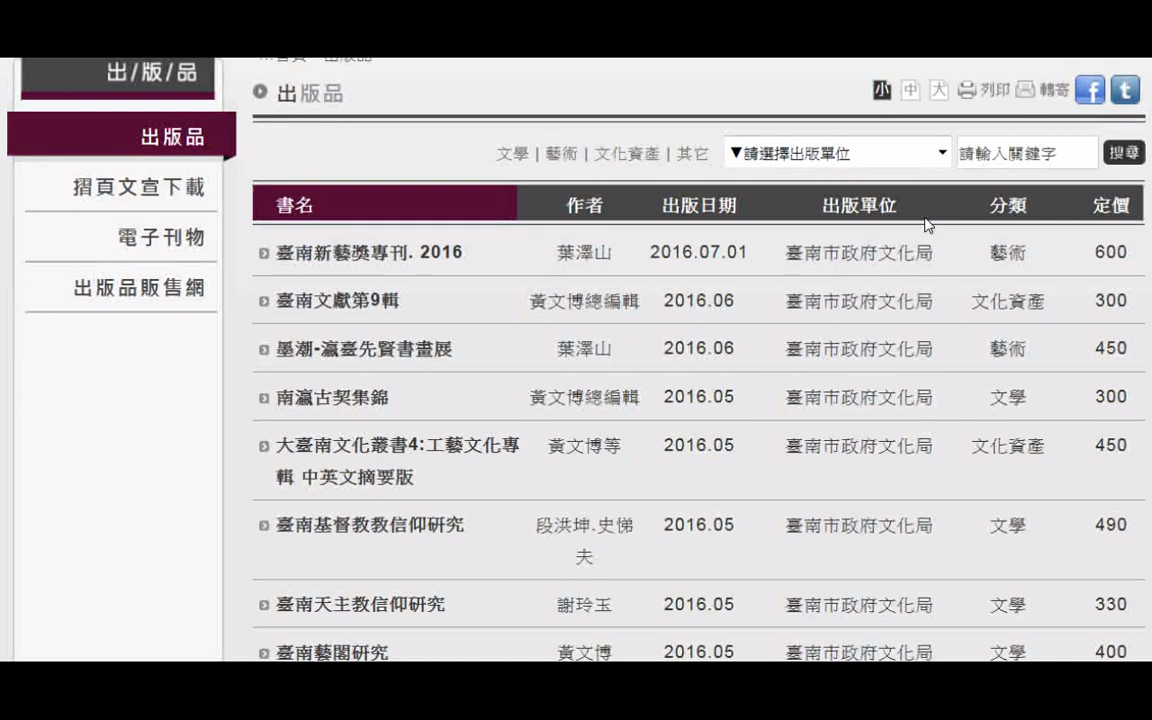 出/版/品
出版品
摺頁文宣下載
電子刊物
出版品販售網
出版品
小 中 大 列印 轉寄 f t
文學 | 藝術 | 文化資產 | 其它 ▼請選擇出版單位 請輸入關鍵字 搜尋
書名 作者 出版日期 出版單位 分類 定價
臺南新藝獎專刊. 2016 葉澤山 2016.07.01 臺南市政府文化局 藝術 600
臺南文獻第9輯 黃文博總編輯 2016.06 臺南市政府文化局 文化資產 300
墨潮-瀛臺先賢書畫展 葉澤山 2016.06 臺南市政府文化局 藝術 450
南瀛古契集錦 黃文博總編輯 2016.05 臺南市政府文化局 文學 300
大臺南文化叢書4:工藝文化專 黃文博等 2016.05 臺南市政府文化局 文化資產 450
輯 中英文摘要版
臺南基督教教信仰研究 段洪坤.史悌 2016.05 臺南市政府文化局 文學 490
夫
臺南天主教信仰研究 謝玲玉 2016.05 臺南市政府文化局 文學 330
臺南藝閣研究 黃文博 2016.05 臺南市政府文化局 文學 400